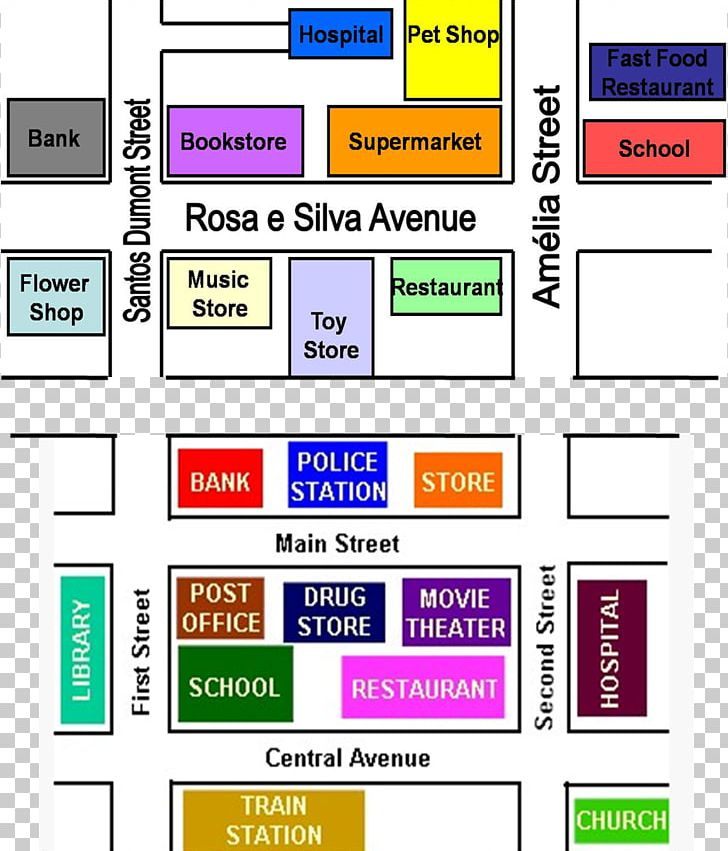 Hospital
Pet Shop
Fast Food
Restaurant
Bank
Bookstore
Supermarket
School
Santos Dumont Street
Rosa e Silva Avenue
Amélia Street
Flower
Shop
Music
Store
Toy
Store
Restaurant
BANK
POLICE
STATION
STORE
Main Street
LIBRARY
First Street
POST
OFFICE
DRUG
STORE
MOVIE
THEATER
Second Street
HOSPITAL
SCHOOL
RESTAURANT
Central Avenue
TRAIN
STATION
CHURCH